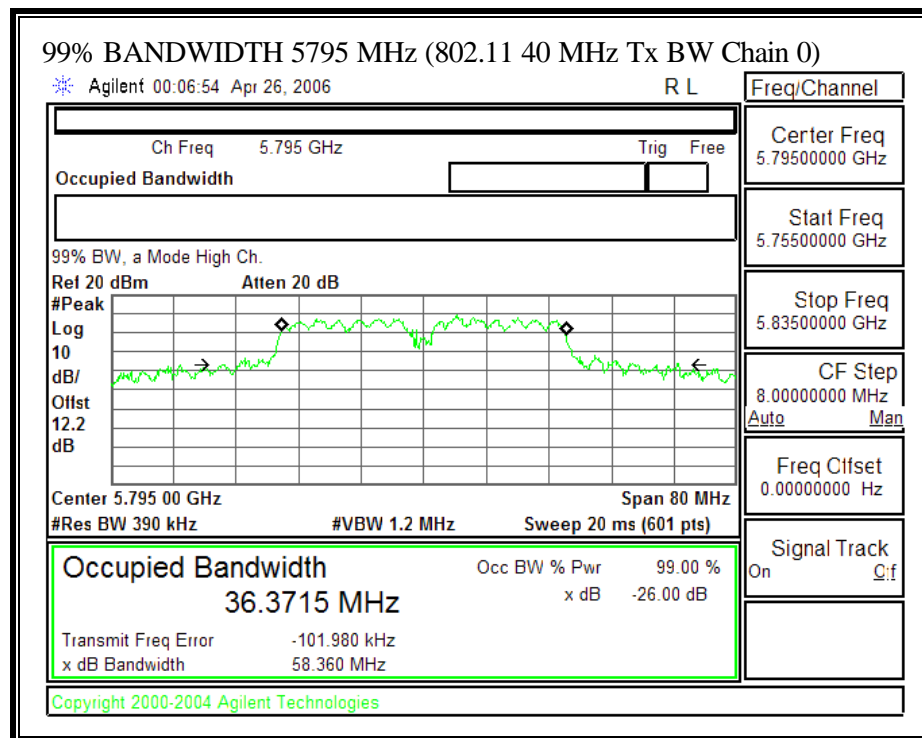 99% BANDWIDTH 5795 MHz (802.11 40 MHz Tx BW Chain 0)
Agilent 00:06:54 Apr 26, 2006 R L
Freq/Channel
Ch Freq 5.795 GHz Trig Free
Occupied Bandwidth
Center Freq
5.79500000 GHz
Start Freq
5.75500000 GHz
99% BW, a Mode High Ch.
Ref 20 dBm Atten 20 dB
#Peak
Log
10
dB/
Offst
12.2
dB
Stop Freq
5.83500000 GHz
CF Step
8.00000000 MHz
Auto Man
Freq Offset
0.00000000 Hz
Center 5.795 00 GHz Span 80 MHz
#Res BW 390 kHz #VBW 1.2 MHz Sweep 20 ms (601 pts)
Signal Track
On Off
Occupied Bandwidth Occ BW % Pwr 99.00 %
36.3715 MHz x dB -26.00 dB
Transmit Freq Error -101.980 kHz
x dB Bandwidth 58.360 MHz
Copyright 2000-2004 Agilent Technologies